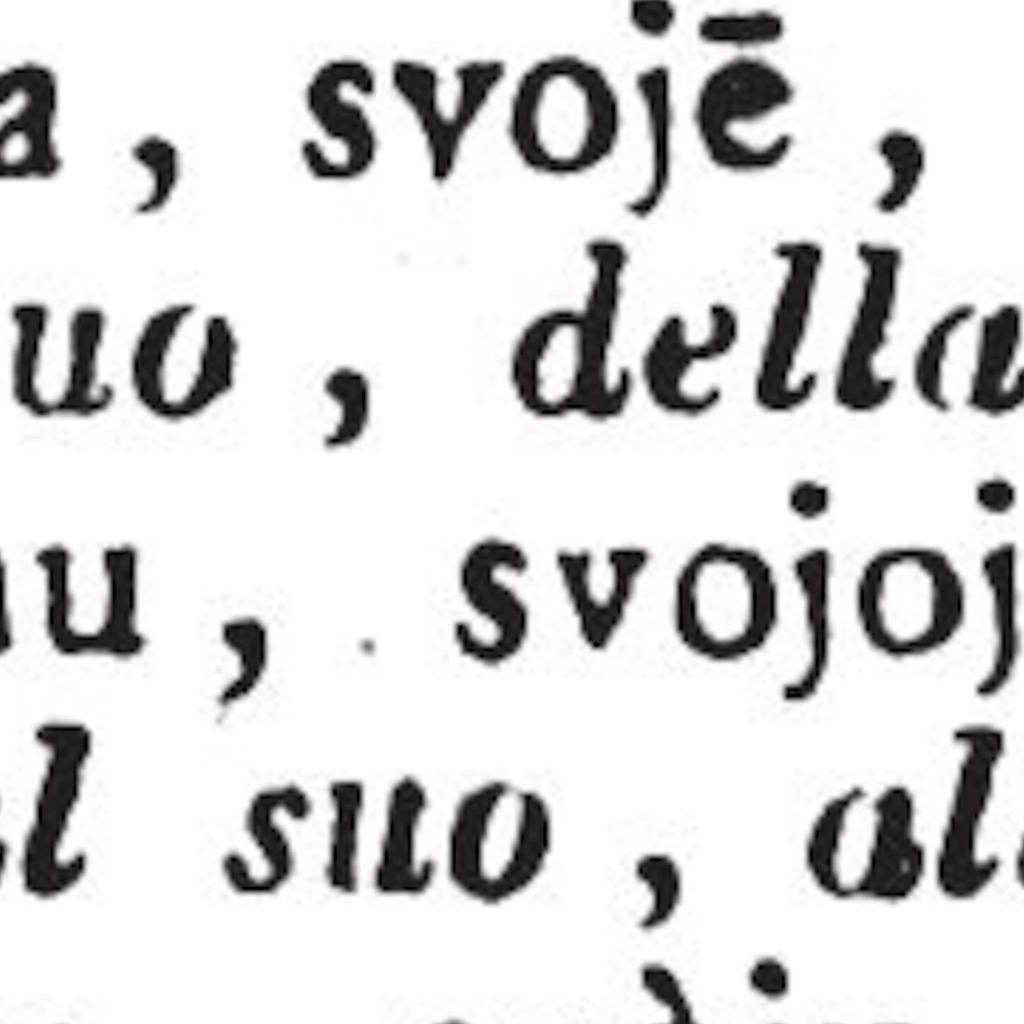 a , svojē ,
uo , della
u , svojoj
l suo , al